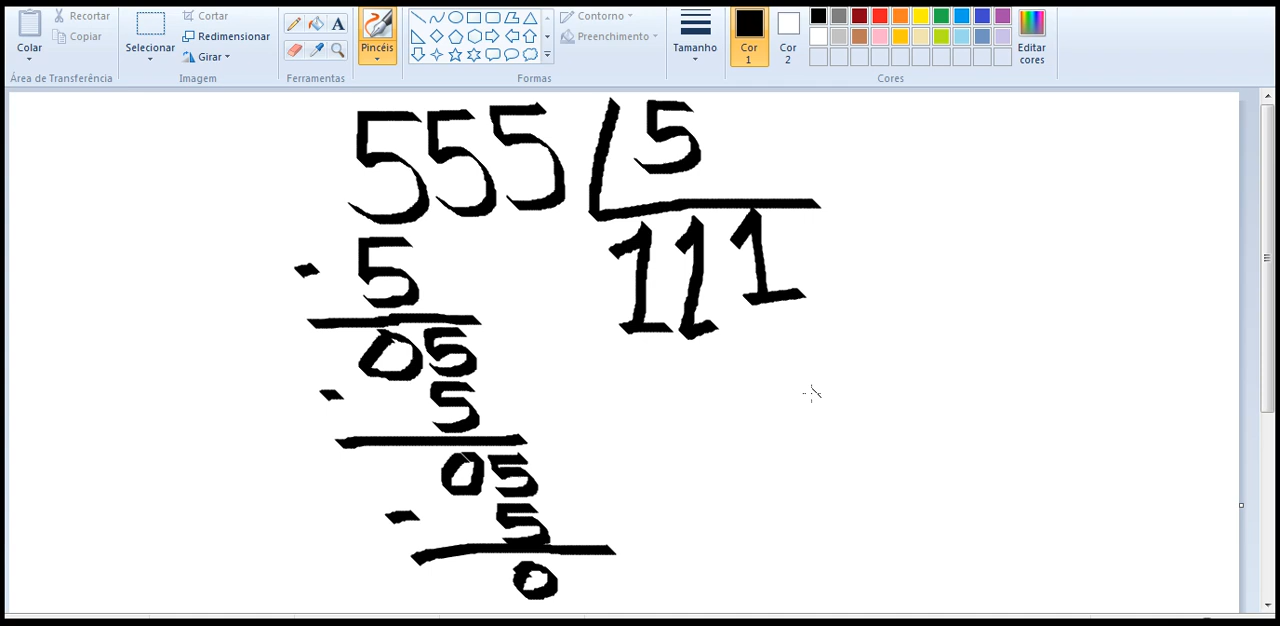 Colar
Recortar
Copiar
Área de Transferência
Selecionar
Cortar
Redimensionar
Girar
Imagem
A
Ferramentas
Pincéis
Contorno
Preenchimento
Formas
Tamanho
Cor
1
Cor
2
Editar
cores
Cores
555 5
- 5 111
05
- 5
05
- 5
0